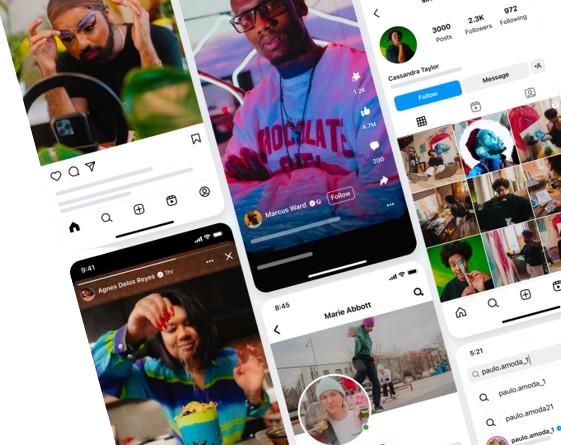 3000
Posts
2.3K
Followers
972
Following
Cassandra Taylor
Follow
Message
1.2K
4.7M
200
CHOCOLATE
Marcus Ward
Follow
9:41
Agnes Delos Reyes
1hr
8:45
Marie Abbott
5:21
paulo.amoda_1
paulo.amoda_1
paulo.amoda21
paulo.amoda_1